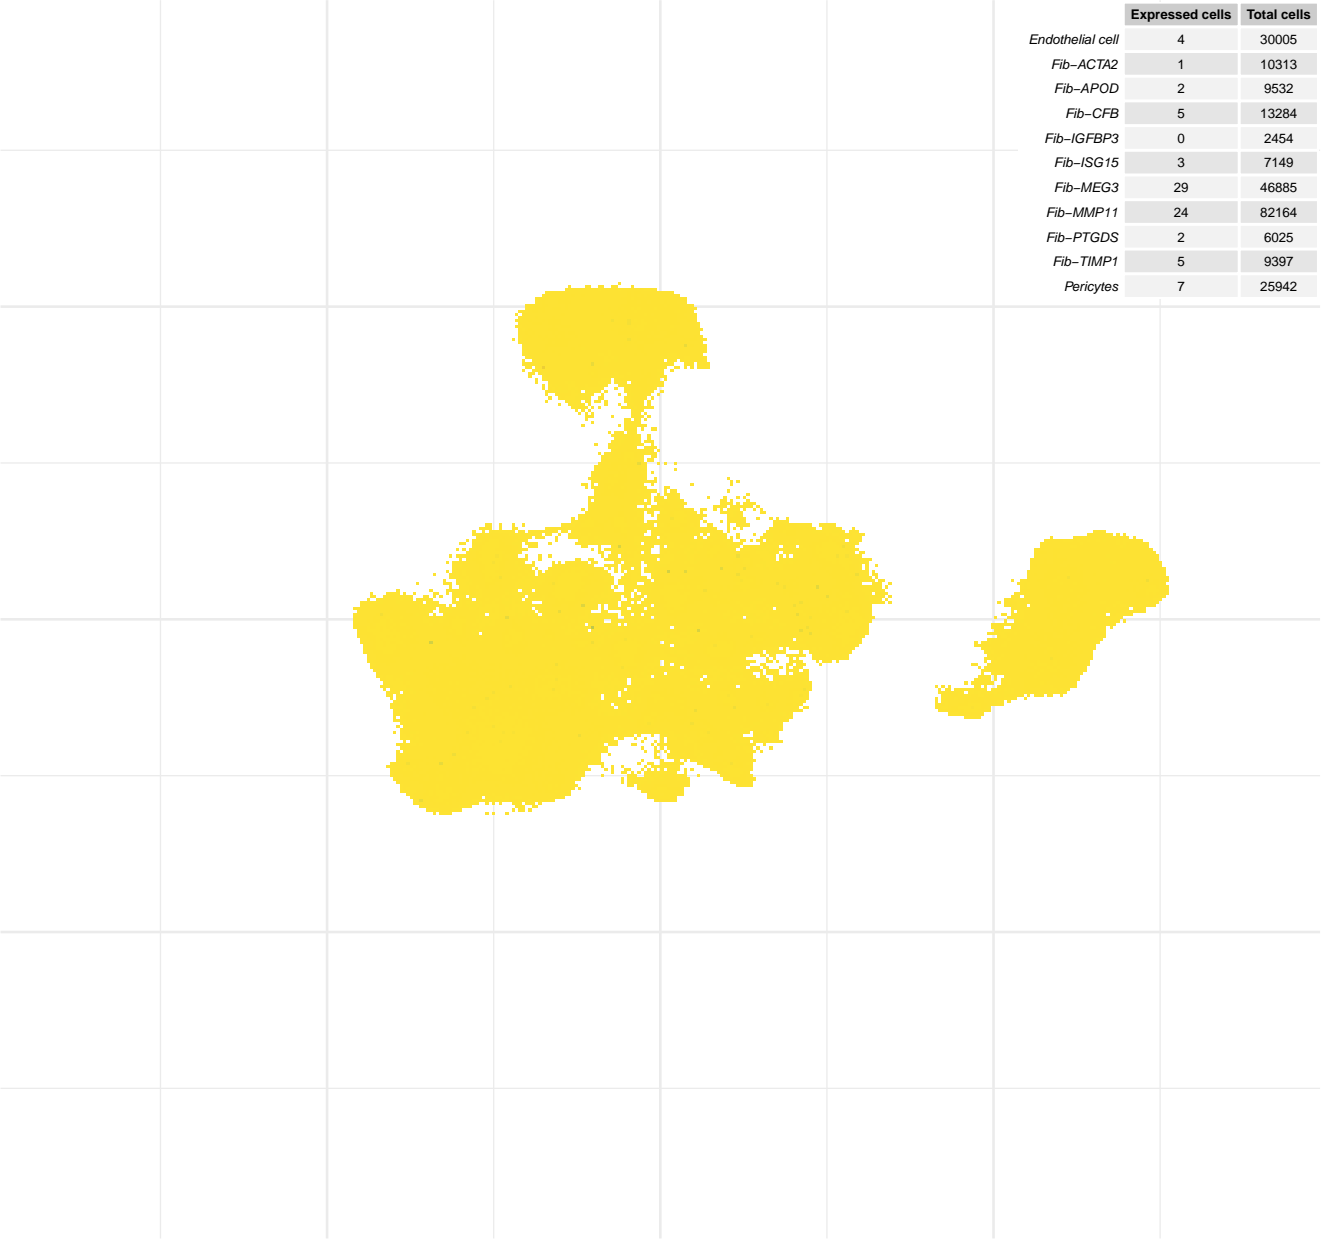 Expressed cells Total cells
Endothelial cell 4 30005
Fib−ACTA2 1 10313
Fib−APOD 2 9532
Fib−CFB 5 13284
Fib−IGFBP3 0 2454
Fib−ISG15 3 7149
Fib−MEG3 29 46885
Fib−MMP11 24 82164
Fib−PTGDS 2 6025
Fib−TIMP1 5 9397
Pericytes 7 25942